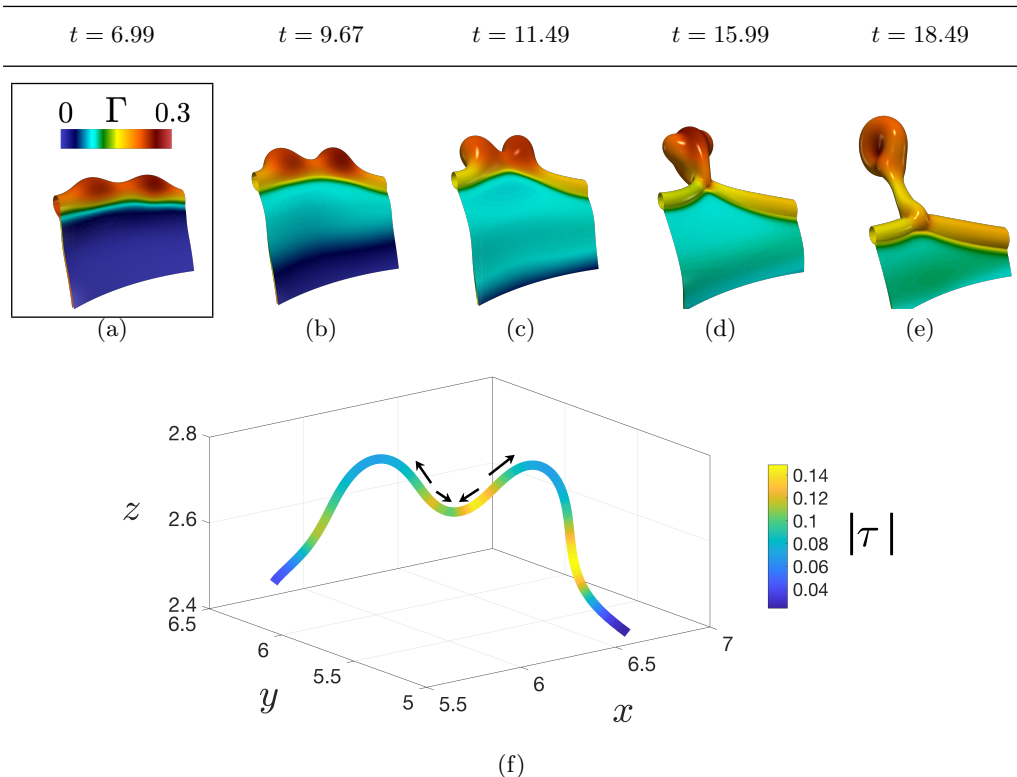 t = 6.99 t = 9.67 t = 11.49 t = 15.99 t = 18.49
0 Γ 0.3
(a) (b) (c) (d) (e)
2.8
2.6
2.4
z
6.5
6
5.5
5
y
5.5
6
6.5
7
x
0.14
0.12
0.10
0.08
0.06
0.04
|τ|
(f)